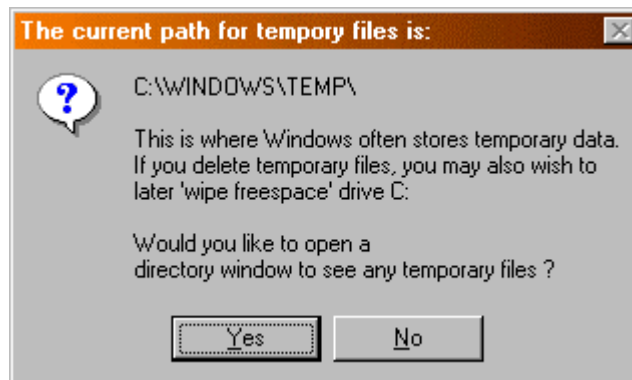 The current path for tempory files is:
?
C:\WINDOWS\TEMP\
This is where Windows often stores temporary data.
If you delete temporary files, you may also wish to
later 'wipe freespace' drive C:
Would you like to open a
directory window to see any temporary files ?
Yes
No